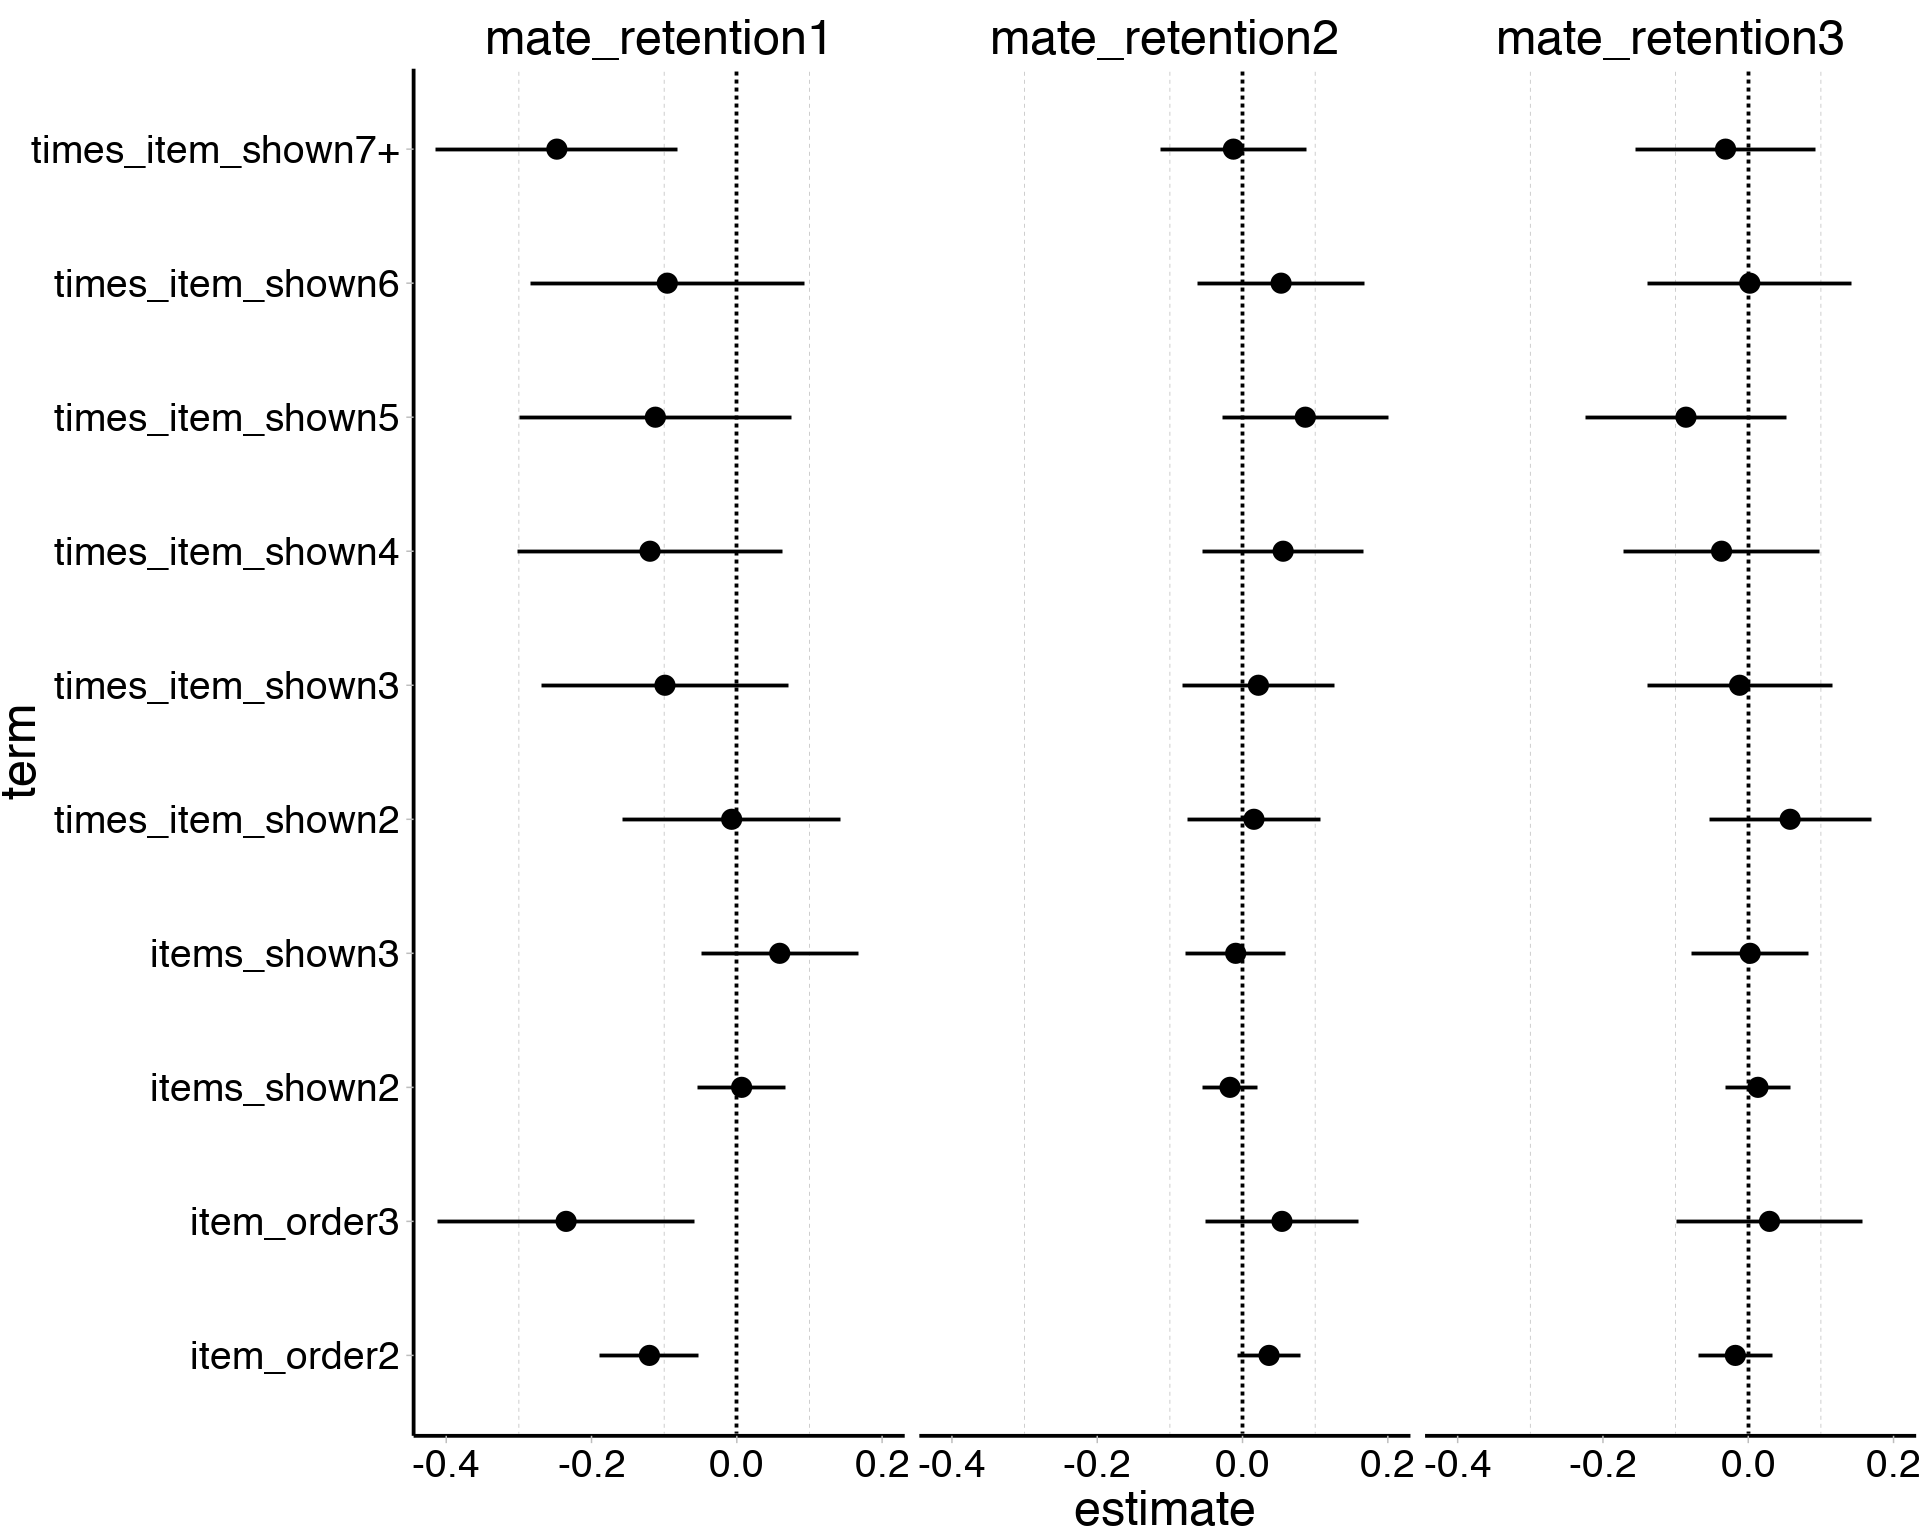 mate_retention1 mate_retention2 mate_retention3
times_item_shown7+
times_item_shown6
times_item_shown5
times_item_shown4
times_item_shown3
times_item_shown2
items_shown3
items_shown2
item_order3
item_order2
term
-0.4 -0.2 0.0 0.2 -0.4 -0.2 0.0 0.2 -0.4 -0.2 0.0 0.2
estimate